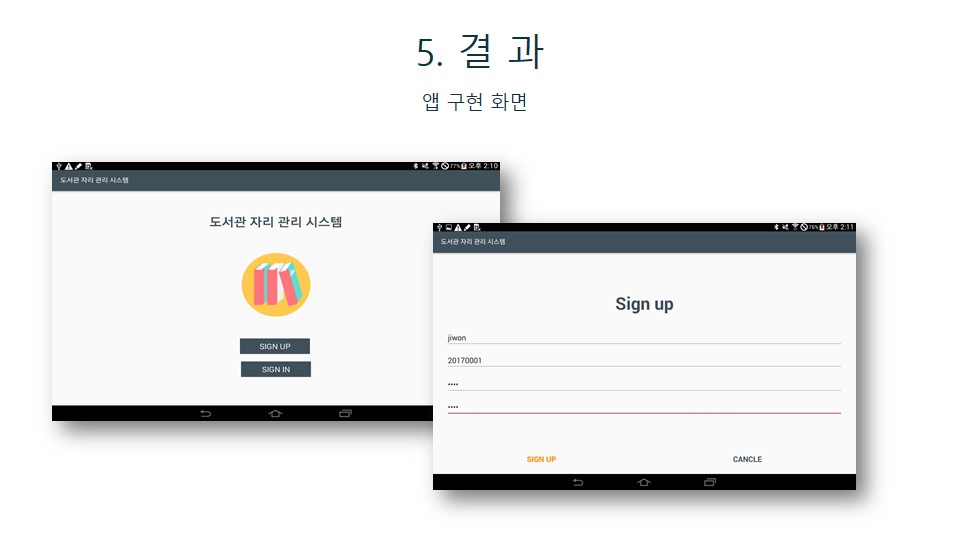 5. 결 과
앱 구현 화면
77% 오후 2:10
도서관 자리 관리 시스템
도서관 자리 관리 시스템
SIGN UP
SIGN IN
76% 오후 2:11
도서관 자리 관리 시스템
Sign up
jiwon
20170001
••••
••••
SIGN UP CANCLE